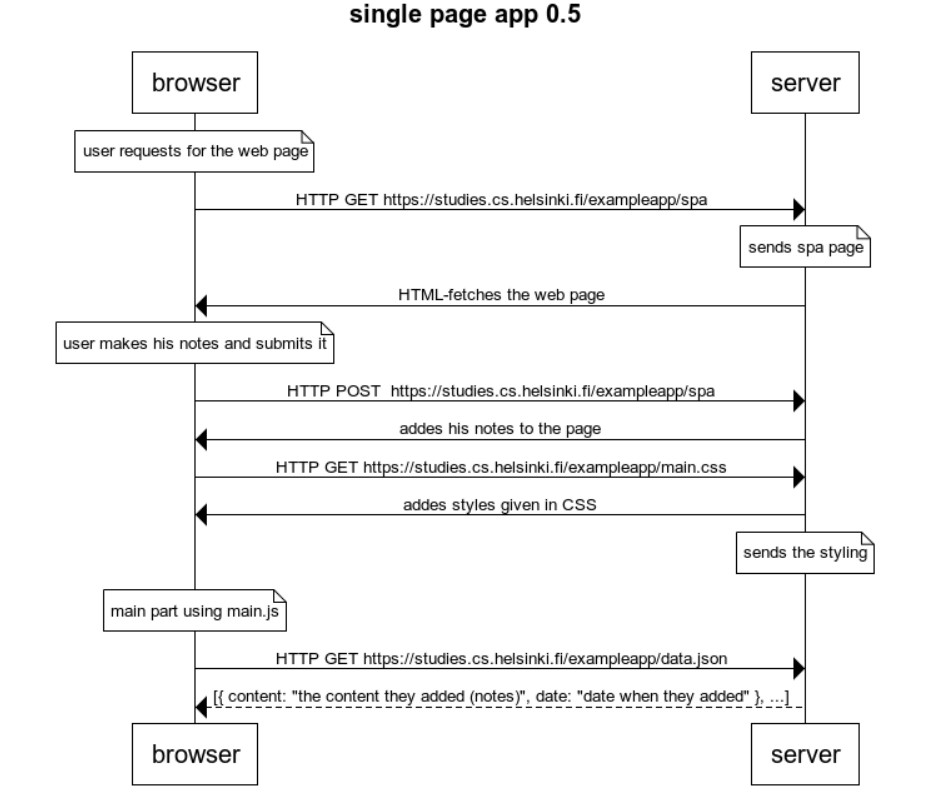 single page app 0.5
browser
server
user requests for the web page
HTTP GET https://studies.cs.helsinki.fi/exampleapp/spa
sends spa page
HTML-fetches the web page
user makes his notes and submits it
HTTP POST  https://studies.cs.helsinki.fi/exampleapp/spa
addes his notes to the page
HTTP GET https://studies.cs.helsinki.fi/exampleapp/main.css
addes styles given in CSS
sends the styling
main part using main.js
HTTP GET https://studies.cs.helsinki.fi/exampleapp/data.json
[{ content: "the content they added (notes)", date: "date when they added" }, ...]
browser
server